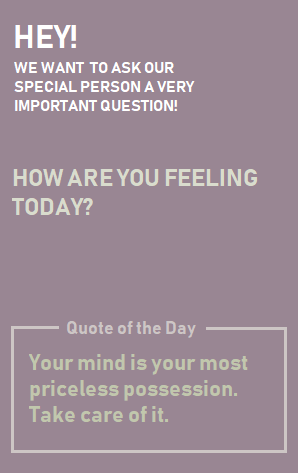 HEY!
WE WANT TO ASK OUR
SPECIAL PERSON A VERY
IMPORTANT QUESTION!
HOW ARE YOU FEELING
TODAY?
Quote of the Day
Your mind is your most
priceless possession.
Take care of it.